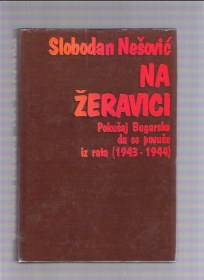 Slobodan Nešović
NA
ŽERAVICI
Pokušaj Bugarske
da se povuče
iz rata (1943-1944)